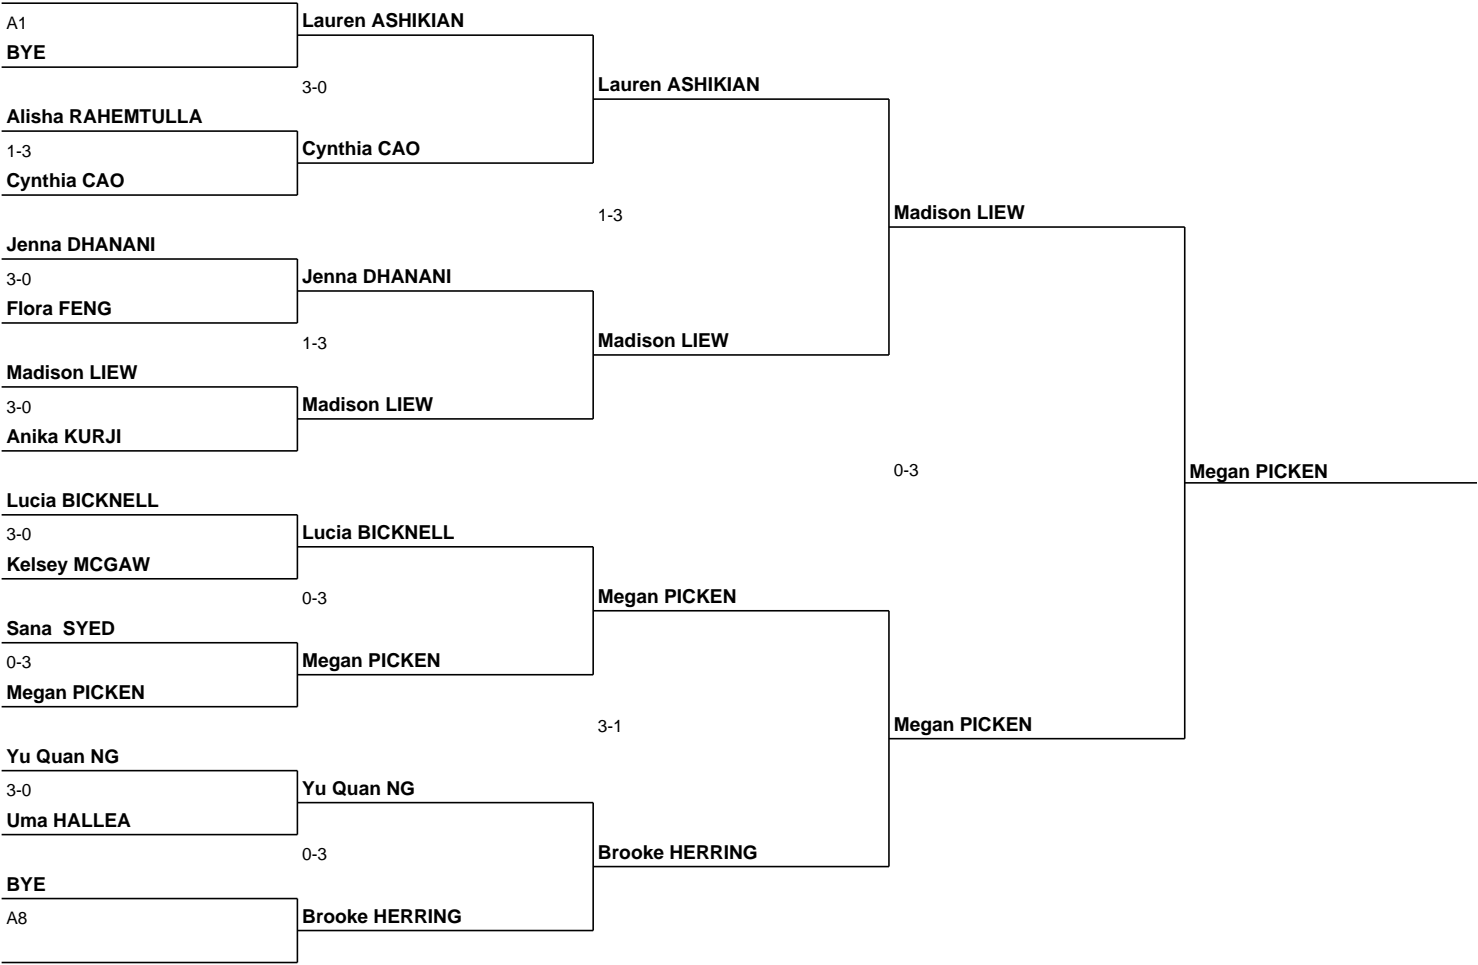 A1
BYE
Alisha RAHEMTULLA
1-3
Cynthia CAO
Jenna DHANANI
3-0
Flora FENG
Madison LIEW
3-0
Anika KURJI
Lucia BICKNELL
3-0
Kelsey MCGAW
Sana  SYED
0-3
Megan PICKEN
Yu Quan NG
3-0
Uma HALLEA
BYE
A8
Lauren ASHIKIAN
3-0
Cynthia CAO
Jenna DHANANI
1-3
Madison LIEW
Lucia BICKNELL
0-3
Megan PICKEN
Yu Quan NG
0-3
Brooke HERRING
Lauren ASHIKIAN
1-3
Madison LIEW
Megan PICKEN
3-1
Brooke HERRING
Madison LIEW
0-3
Megan PICKEN
Megan PICKEN